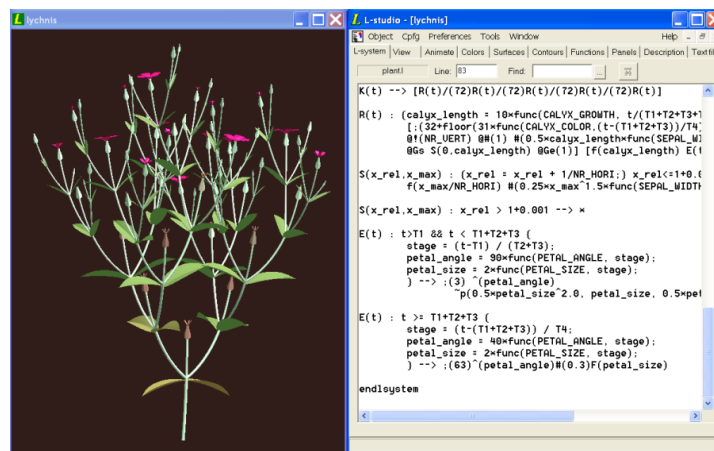 lychnis
L-studio - [lychnis]
Object Cpfg Preferences Tools Window Help
L-system View Animate Colors Surfaces Contours Functions Panels Description Textfil
plant.l Line: 83 Find: ...
K(t) --> [R(t)/(72)R(t)/(72)R(t)/(72)R(t)/(72)R(t)]
R(t) : {calyx_length = 10*func(CALYX_GROWTH, t/(T1+T2+T3+T
[;(32+floor(31*func(CALYX_COLOR,(t-(T1+T2+T3))/T4)
@!(NR_VERT) @#(1) #(0.5*calyx_length*func(SEPAL_WI
@Gs S(0,calyx_length) @Ge(1)] [f(calyx_length) E(t
S(x_rel,x_max) : {x_rel = x_rel + 1/NR_HORI;} x_rel<=1+0.0
f(x_max/NR_HORI) #(0.25*x_max^1.5*func(SEPAL_WIDTH
S(x_rel,x_max) : x_rel > 1+0.001 --> *
E(t) : t>T1 && t < T1+T2+T3 {
stage = (t-T1) / (T2+T3);
petal_angle = 90*func(PETAL_ANGLE, stage);
petal_size = 2*func(PETAL_SIZE, stage);
} --> ;(3) ^(petal_angle)
~p(0.5*petal_size^2.0, petal_size, 0.5*pet
E(t) : t >= T1+T2+T3 {
stage = (t-(T1+T2+T3)) / T4;
petal_angle = 40*func(PETAL_ANGLE, stage);
petal_size = 2*func(PETAL_SIZE, stage);
} --> ;(63)^(petal_angle)#(0.3)F(petal_size)
endlsystem